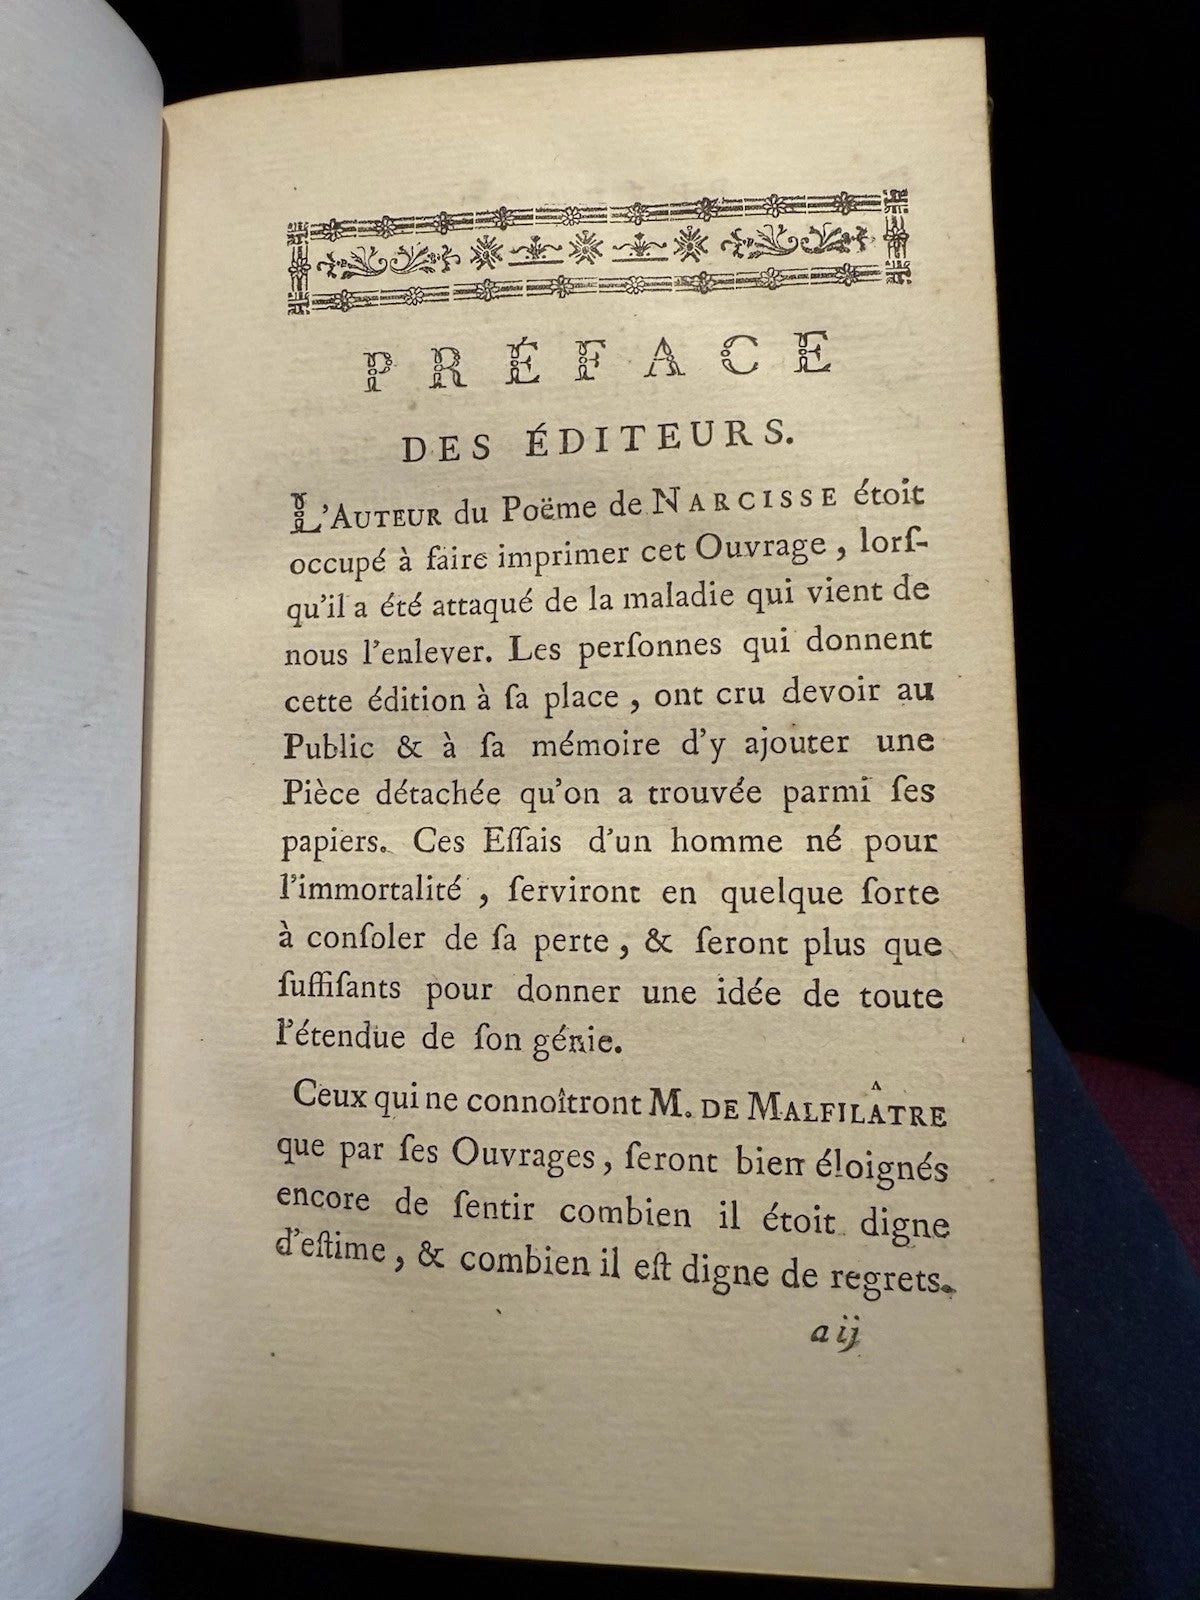 PRÉFACE
DES ÉDITEURS.
L'AUTEUR du Poëme de NARCISSE étoit
occupé à faire imprimer cet Ouvrage, lorſ-
qu'il a été attaqué de la maladie qui vient de
nous l'enlever. Les perſonnes qui donnent
cette édition à ſa place, ont cru devoir au
Public & à ſa mémoire d'y ajouter une
Pièce détachée qu'on a trouvée parmi ſes
papiers. Ces Eſſais d'un homme né pour
l'immortalité, ſerviront en quelque ſorte
à conſoler de ſa perte, & ſeront plus que
ſuffiſants pour donner une idée de toute
l'étendue de ſon génie.
Ceux qui ne connoîtront M. DE MALFILÂTRE
que par ſes Ouvrages, ſeront bien éloignés
encore de ſentir combien il étoit digne
d'eſtime, & combien il eſt digne de regrets.
a ij